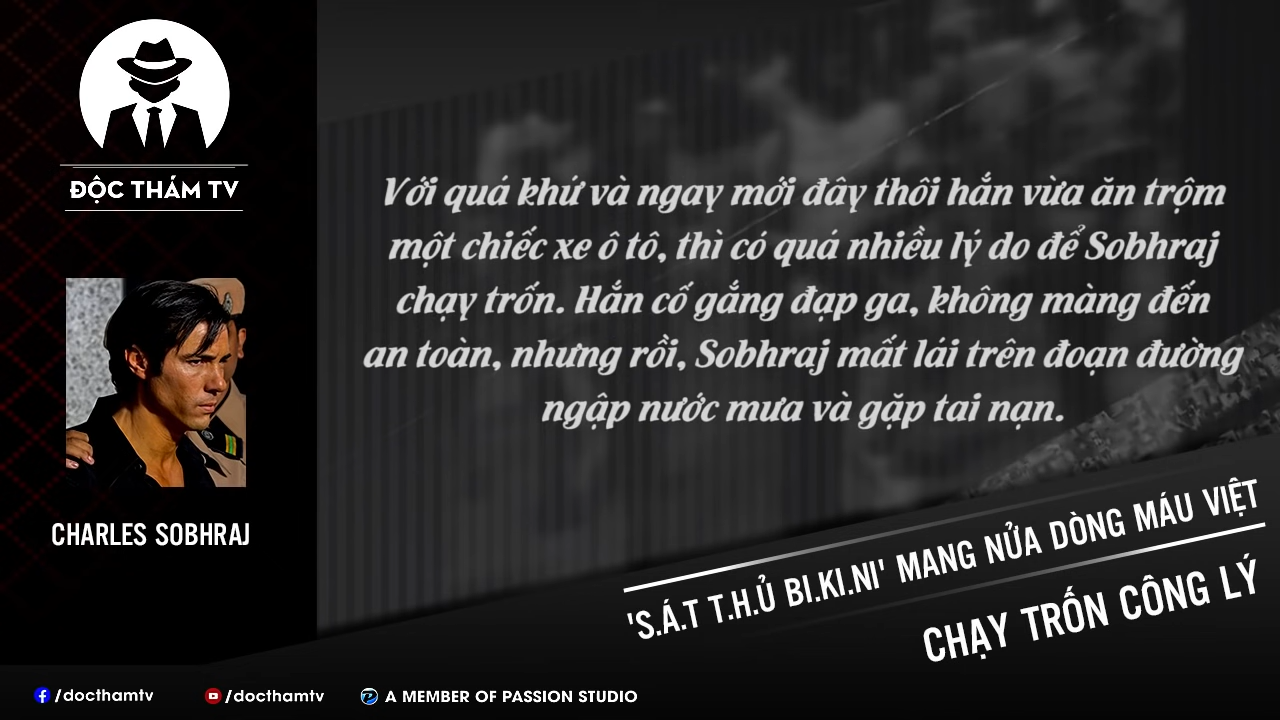 ĐỘC THÁM TV
CHARLES SOBHRAJ
Với quá khứ và ngay mới đây thôi hắn vừa ăn trộm
một chiếc xe ô tô, thì có quá nhiều lý do để Sobhraj
chạy trốn. Hắn cố gắng đạp ga, không màng đến
an toàn, nhưng rồi, Sobhraj mất lái trên đoạn đường
ngập nước mưa và gặp tai nạn.
'S.Á.T T.H.Ủ BI.KI.NI' MANG NỬA DÒNG MÁU VIỆT
CHẠY TRỐN CÔNG LÝ
/docthamtv
/docthamtv
A MEMBER OF PASSION STUDIO